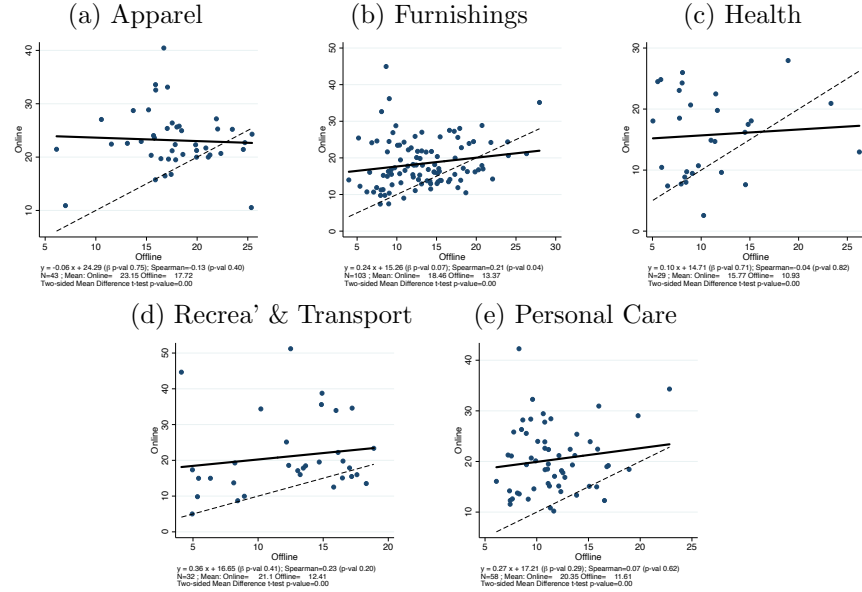 (a) Apparel
(b) Furnishings
(c) Health
40
30
20
10
Online
5
10
15
20
25
Offline
y = -0.06 x + 24.29 (β p-val 0.75); Spearman=-0.13 (p-val 0.40)
N=43 ; Mean: Online= 23.15 Offline= 17.72
Two-sided Mean Difference t-test p-value=0.00
50
40
30
20
10
0
Online
5
10
15
20
25
30
Offline
y = 0.24 x + 15.26 (β p-val 0.07); Spearman=0.21 (p-val 0.04)
N=103 ; Mean: Online= 18.46 Offline= 13.37
Two-sided Mean Difference t-test p-value=0.00
30
20
10
0
Online
5
10
15
20
25
Offline
y = 0.10 x + 14.71 (β p-val 0.71); Spearman=-0.04 (p-val 0.82)
N=29 ; Mean: Online= 15.77 Offline= 10.93
Two-sided Mean Difference t-test p-value=0.00
(d) Recrea' & Transport
(e) Personal Care
50
40
30
20
10
0
Online
5
10
15
20
Offline
y = 0.36 x + 16.65 (β p-val 0.41); Spearman=0.23 (p-val 0.20)
N=32 ; Mean: Online= 21.1 Offline= 12.41
Two-sided Mean Difference t-test p-value=0.00
40
30
20
10
Online
5
10
15
20
25
Offline
y = 0.27 x + 17.21 (β p-val 0.29); Spearman=0.07 (p-val 0.62)
N=58 ; Mean: Online= 20.35 Offline= 11.61
Two-sided Mean Difference t-test p-value=0.00